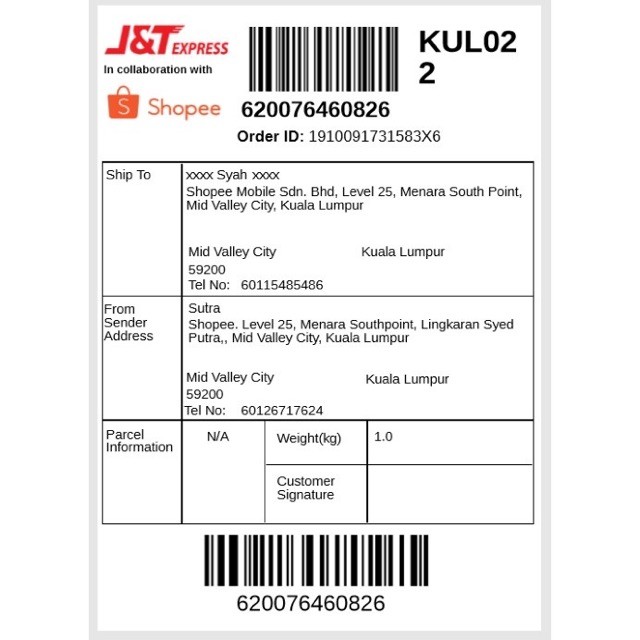 J&T EXPRESS
In collaboration with
Shopee
620076460826
Order ID: 1910091731583X6
KUL02
2
Ship To
xxxx Syah xxxx
Shopee Mobile Sdn. Bhd, Level 25, Menara South Point,
Mid Valley City, Kuala Lumpur
Mid Valley City Kuala Lumpur
59200
Tel No: 60115485486
From
Sender
Address
Sutra
Shopee. Level 25, Menara Southpoint, Lingkaran Syed
Putra,, Mid Valley City, Kuala Lumpur
Mid Valley City Kuala Lumpur
59200
Tel No: 60126717624
Parcel
Information
N/A
Weight(kg) 1.0
Customer
Signature
620076460826